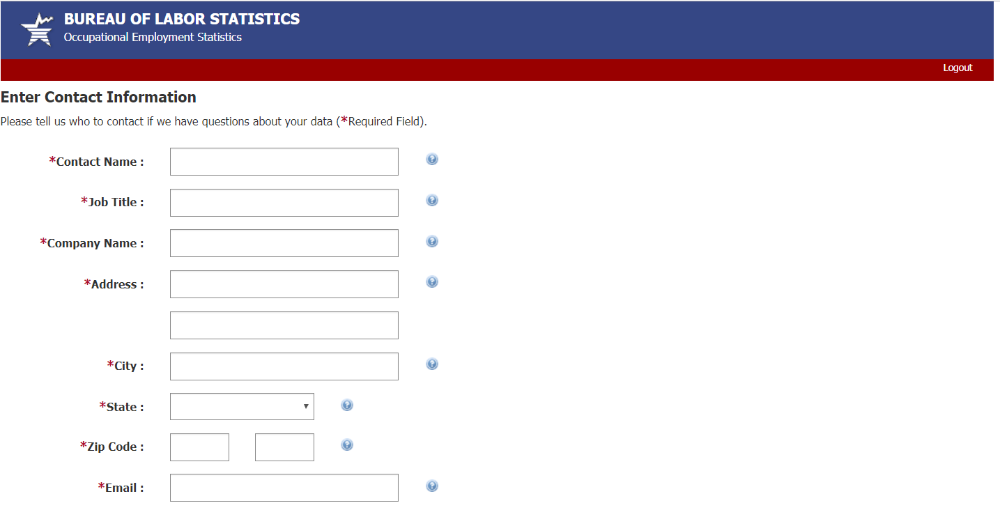 BUREAU OF LABOR STATISTICS
Occupational Employment Statistics
Logout
Enter Contact Information
Please tell us who to contact if we have questions about your data (*Required Field).
*Contact Name :
*Job Title :
*Company Name :
*Address :
*City :
*State :
*Zip Code :
*Email :